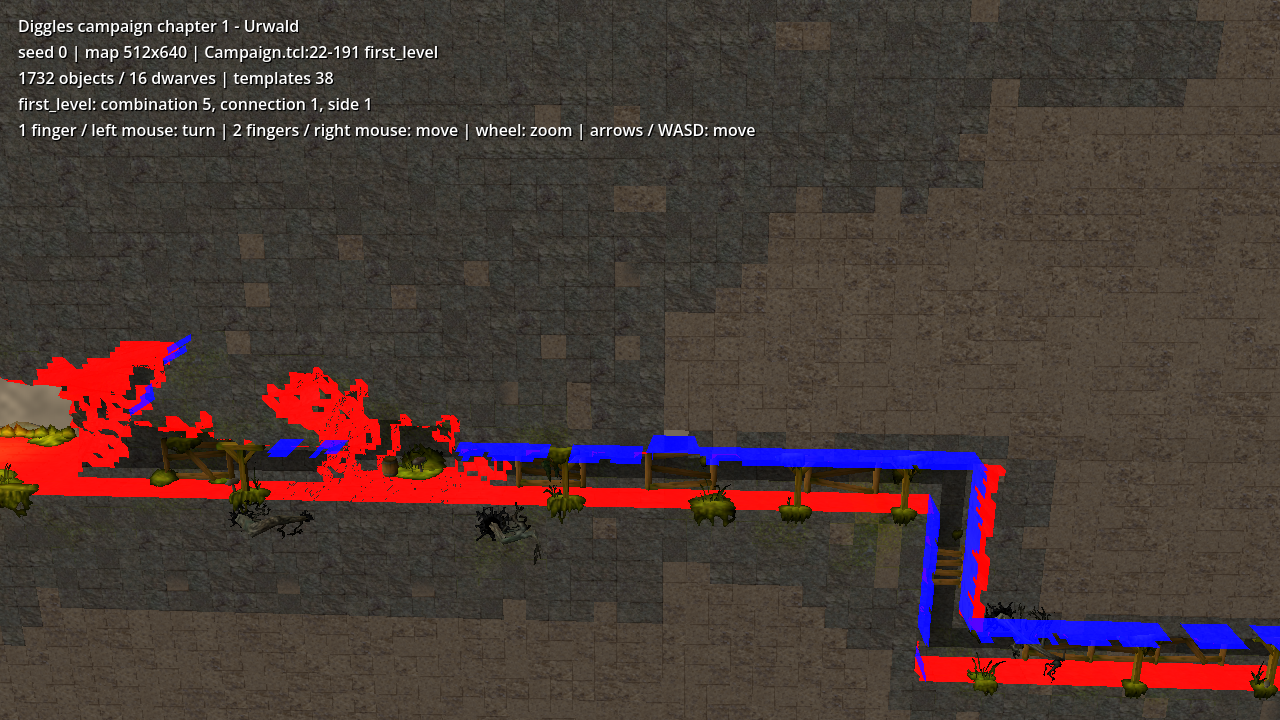 Diggles campaign chapter 1 - Urwald
seed 0 | map 512x640 | Campaign.tcl:22-191 first_level
1732 objects / 16 dwarves | templates 38
first_level: combination 5, connection 1, side 1
1 finger / left mouse: turn | 2 fingers / right mouse: move | wheel: zoom | arrows / WASD: move